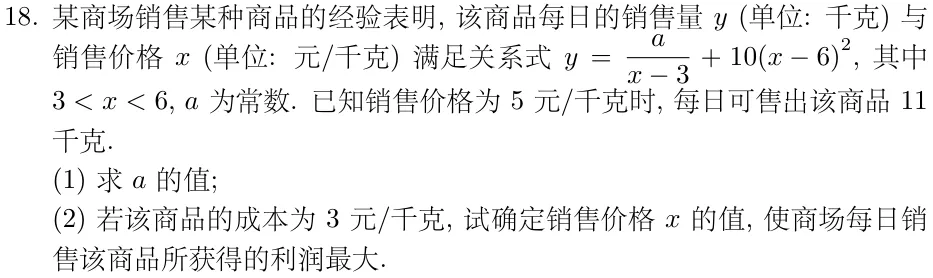 18. 某商场销售某种商品的经验表明, 该商品每日的销售量 y (单位: 千克) 与
销售价格 x (单位: 元/千克) 满足关系式 y = \frac{a}{x-3} + 10(x-6)^2, 其中
3 < x < 6, a 为常数. 已知销售价格为 5 元/千克时, 每日可售出该商品 11
千克.
(1) 求 a 的值;
(2) 若该商品的成本为 3 元/千克, 试确定销售价格 x 的值, 使商场每日销
售该商品所获得的利润最大.